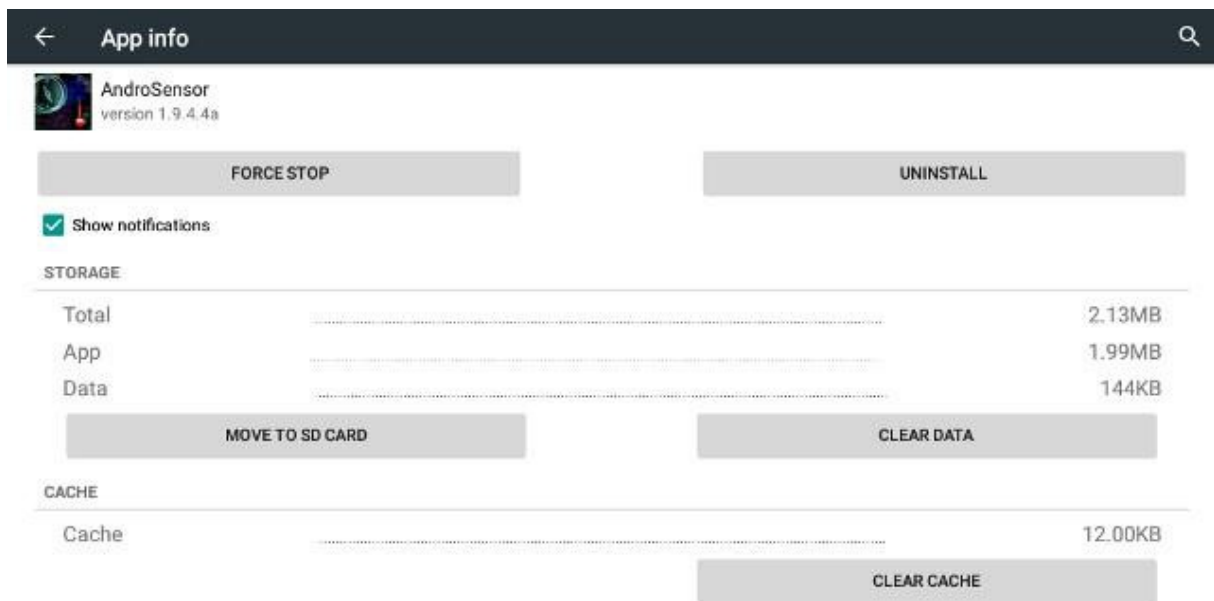 App info
AndroSensor
version 1.9.4.4a
FORCE STOP
UNINSTALL
Show notifications
STORAGE
Total 2.13MB
App 1.99MB
Data 144KB
MOVE TO SD CARD
CLEAR DATA
CACHE
Cache 12.00KB
CLEAR CACHE